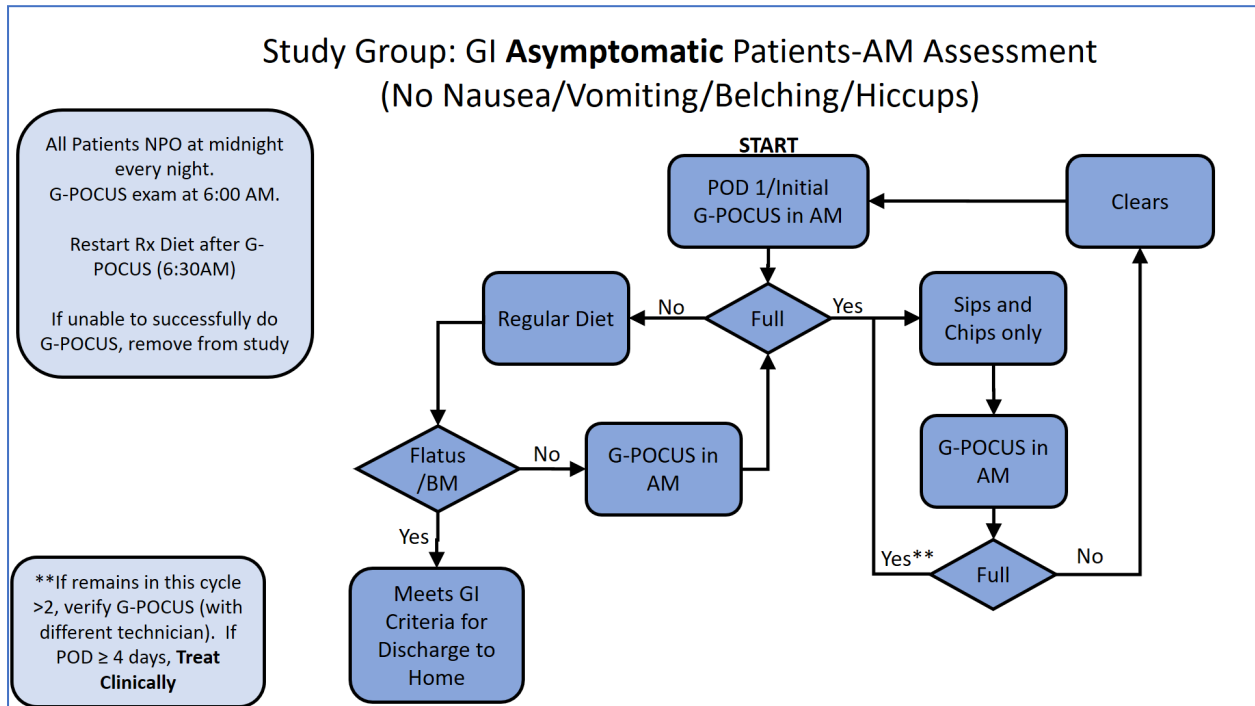 Study Group: GI Asymptomatic Patients-AM Assessment
(No Nausea/Vomiting/Belching/Hiccups)
All Patients NPO at midnight
every night.
G-POCUS exam at 6:00 AM.
Restart Rx Diet after G-
POCUS (6:30AM)
If unable to successfully do
G-POCUS, remove from study
START
POD 1/Initial
G-POCUS in AM
Clears
Regular Diet
No
Full
Yes
Sips and
Chips only
Flatus
/BM
No
G-POCUS in
AM
G-POCUS in
AM
Yes
Yes**
Full
No
Meets GI
Criteria for
Discharge to
Home
**If remains in this cycle
>2, verify G-POCUS (with
different technician).  If
POD ≥ 4 days, Treat
Clinically